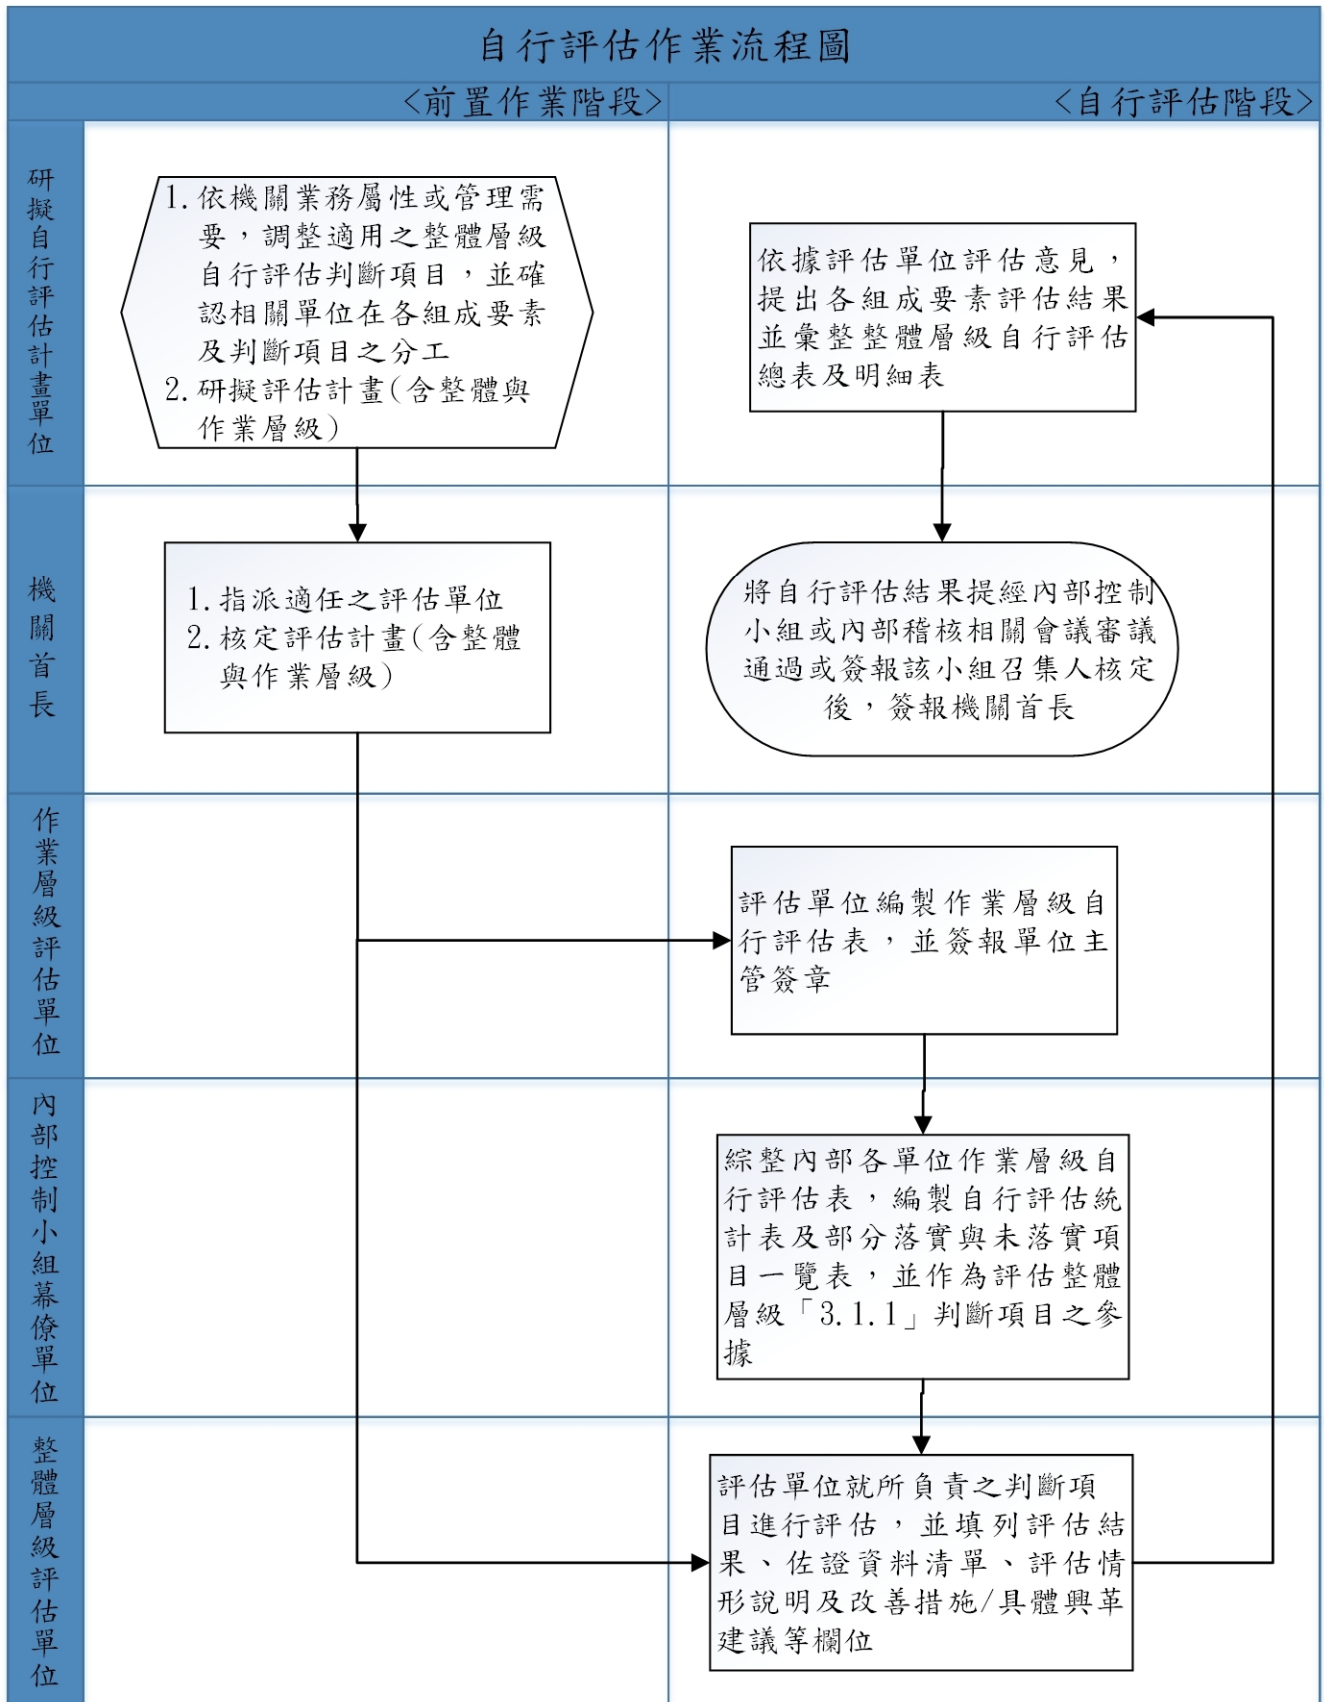 自行評估作業流程圖
<前置作業階段>
<自行評估階段>
研擬自行評估計畫單位
1.依機關業務屬性或管理需
要，調整適用之整體層級
自行評估判斷項目，並確
認相關單位在各組成要素
及判斷項目之分工
2.研擬評估計畫(含整體與
作業層級)
依據評估單位評估意見，
提出各組成要素評估結果
並彙整整體層級自行評估
總表及明細表
機關首長
1.指派適任之評估單位
2.核定評估計畫(含整體
與作業層級)
將自行評估結果提經內部控制
小組或內部稽核相關會議審議
通過或簽報該小組召集人核定
後，簽報機關首長
作業層級評估單位
評估單位編製作業層級自
行評估表，並簽報單位主
管簽章
內部控制小組幕僚單位
綜整內部各單位作業層級自
行評估表，編製自行評估統
計表及部分落實與未落實項
目一覽表，並作為評估整體
層級「3.1.1」判斷項目之參
據
整體層級評估單位
評估單位就所負責之判斷項
目進行評估，並填列評估結
果、佐證資料清單、評估情
形說明及改善措施/具體興革
建議等欄位